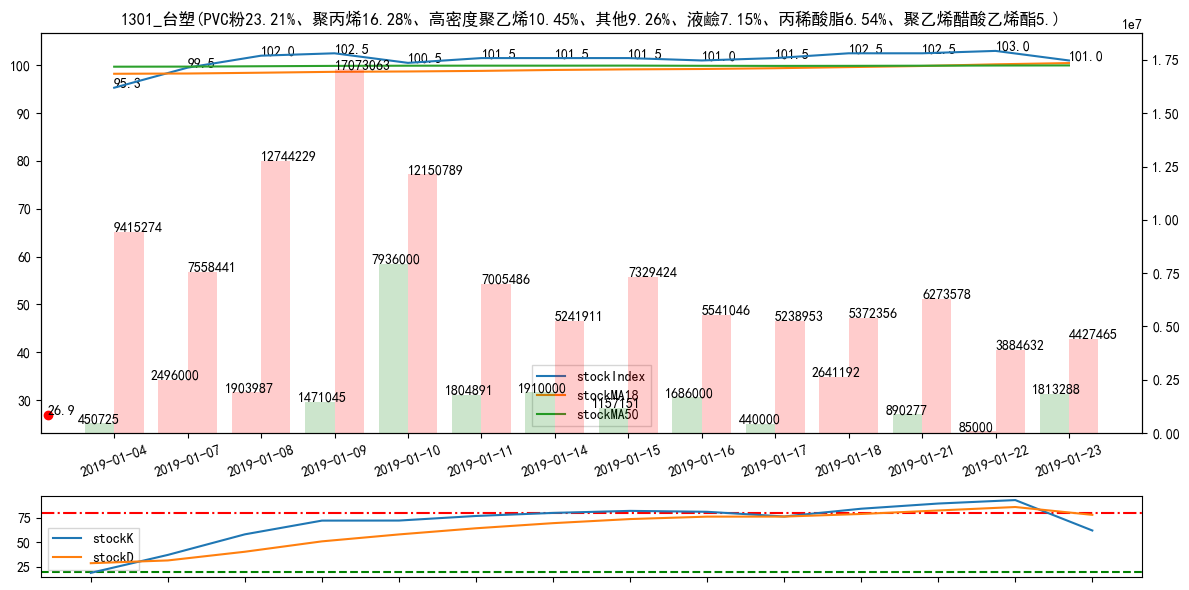 1301_台塑(PVC粉23.21%、聚丙烯16.28%、高密度聚乙烯10.45%、其他9.26%、液鹼7.15%、丙稀酸脂6.54%、聚乙烯醋酸乙烯酯5.)
1e7
95.3 99.5 102.0 102.5 100.5 101.5 101.5 101.5 101.0 101.5 102.5 102.5 103.0 101.0
100
90
80
70
60
50
40
30
1.75
1.50
1.25
1.00
0.75
0.50
0.25
0.00
9415274 7558441 12744229 17073063 12150789 7005486 5241911 7329424 5541046 5238953 5372356 6273578 3884632 4427465
450725 2496000 1903987 1471045 7936000 1804891 1910000 1157151 1686000 440000 2641192 890277 85000 1813288
26.9
stockIndex
stockMA18
stockMA50
2019-01-04 2019-01-07 2019-01-08 2019-01-09 2019-01-10 2019-01-11 2019-01-14 2019-01-15 2019-01-16 2019-01-17 2019-01-18 2019-01-21 2019-01-22 2019-01-23
75
50
25
stockK
stockD